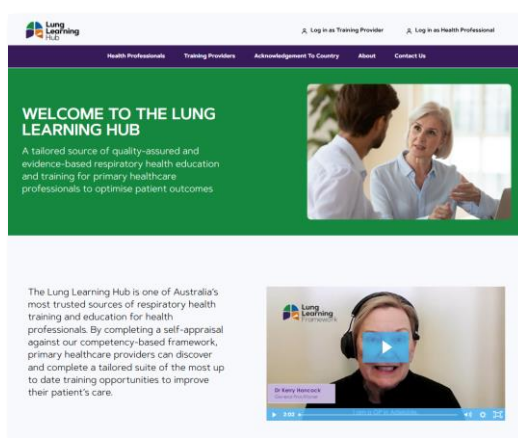 Lung
Learning
Hub
Log in as Training Provider
Log in as Health Professional
Health Professionals
Training Providers
Acknowledgement To Country
About
Contact Us
WELCOME TO THE LUNG
LEARNING HUB
A tailored source of quality-assured and
evidence-based respiratory health education
and training for primary healthcare
professionals to optimise patient outcomes
The Lung Learning Hub is one of Australia's
most trusted sources of respiratory health
training and education for health
professionals. By completing a self-appraisal
against our competency-based framework,
primary healthcare providers can discover
and complete a tailored suite of the most up
to date training opportunities to improve
their patient's care.
Lung
Learning
Framework
Dr Kerry Hancock
General Practitioner
2:02